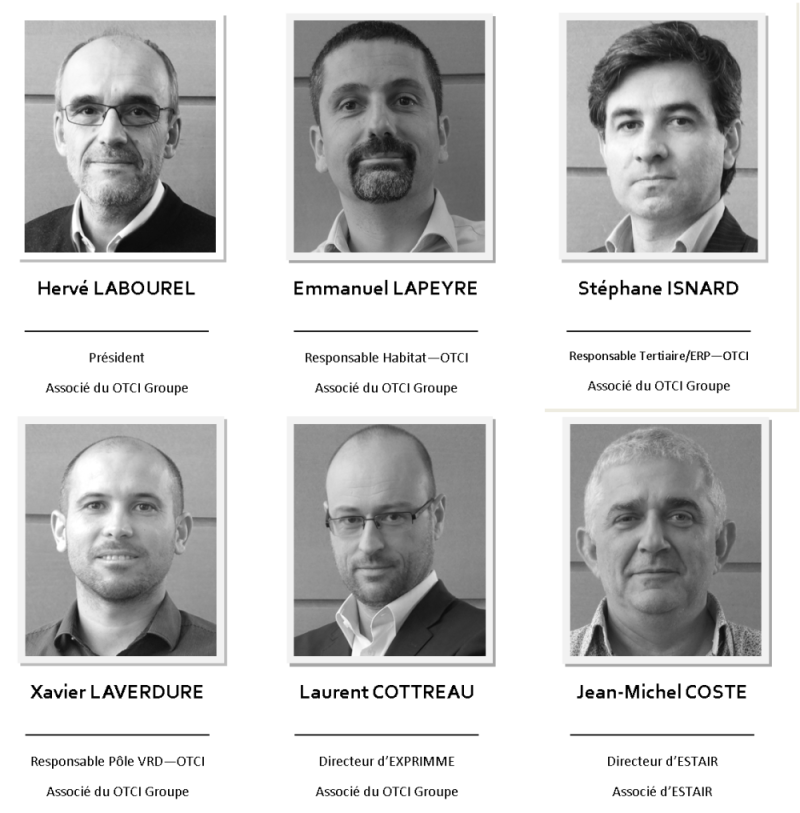 Hervé LABOUREL
Emmanuel LAPEYRE
Stéphane ISNARD
Président
Responsable Habitat—OTCI
Responsable Tertiaire/ERP—OTCI
Associé du OTCI Groupe
Associé du OTCI Groupe
Associé du OTCI Groupe
Xavier LAVERDURE
Laurent COTTREAU
Jean-Michel COSTE
Responsable Pôle VRD—OTCI
Directeur d’EXPRIMME
Directeur d’ESTAIR
Associé du OTCI Groupe
Associé du OTCI Groupe
Associé d’ESTAIR